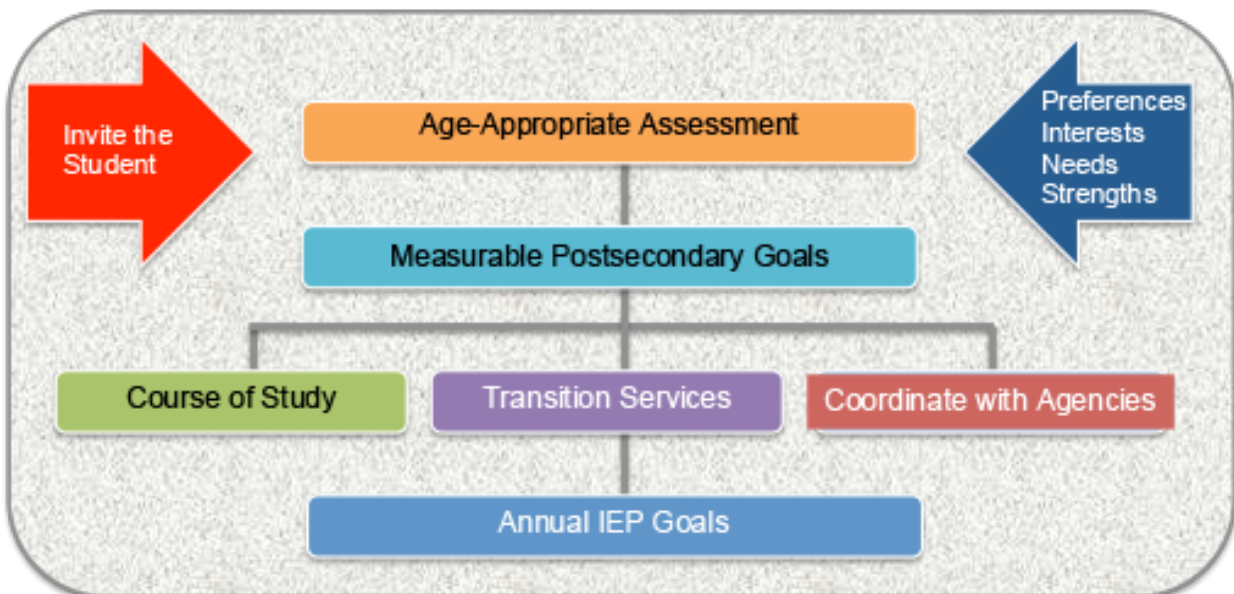 Invite the
Student
Age-Appropriate Assessment
Preferences
Interests
Needs
Strengths
Measurable Postsecondary Goals
Course of Study
Transition Services
Coordinate with Agencies
Annual IEP Goals